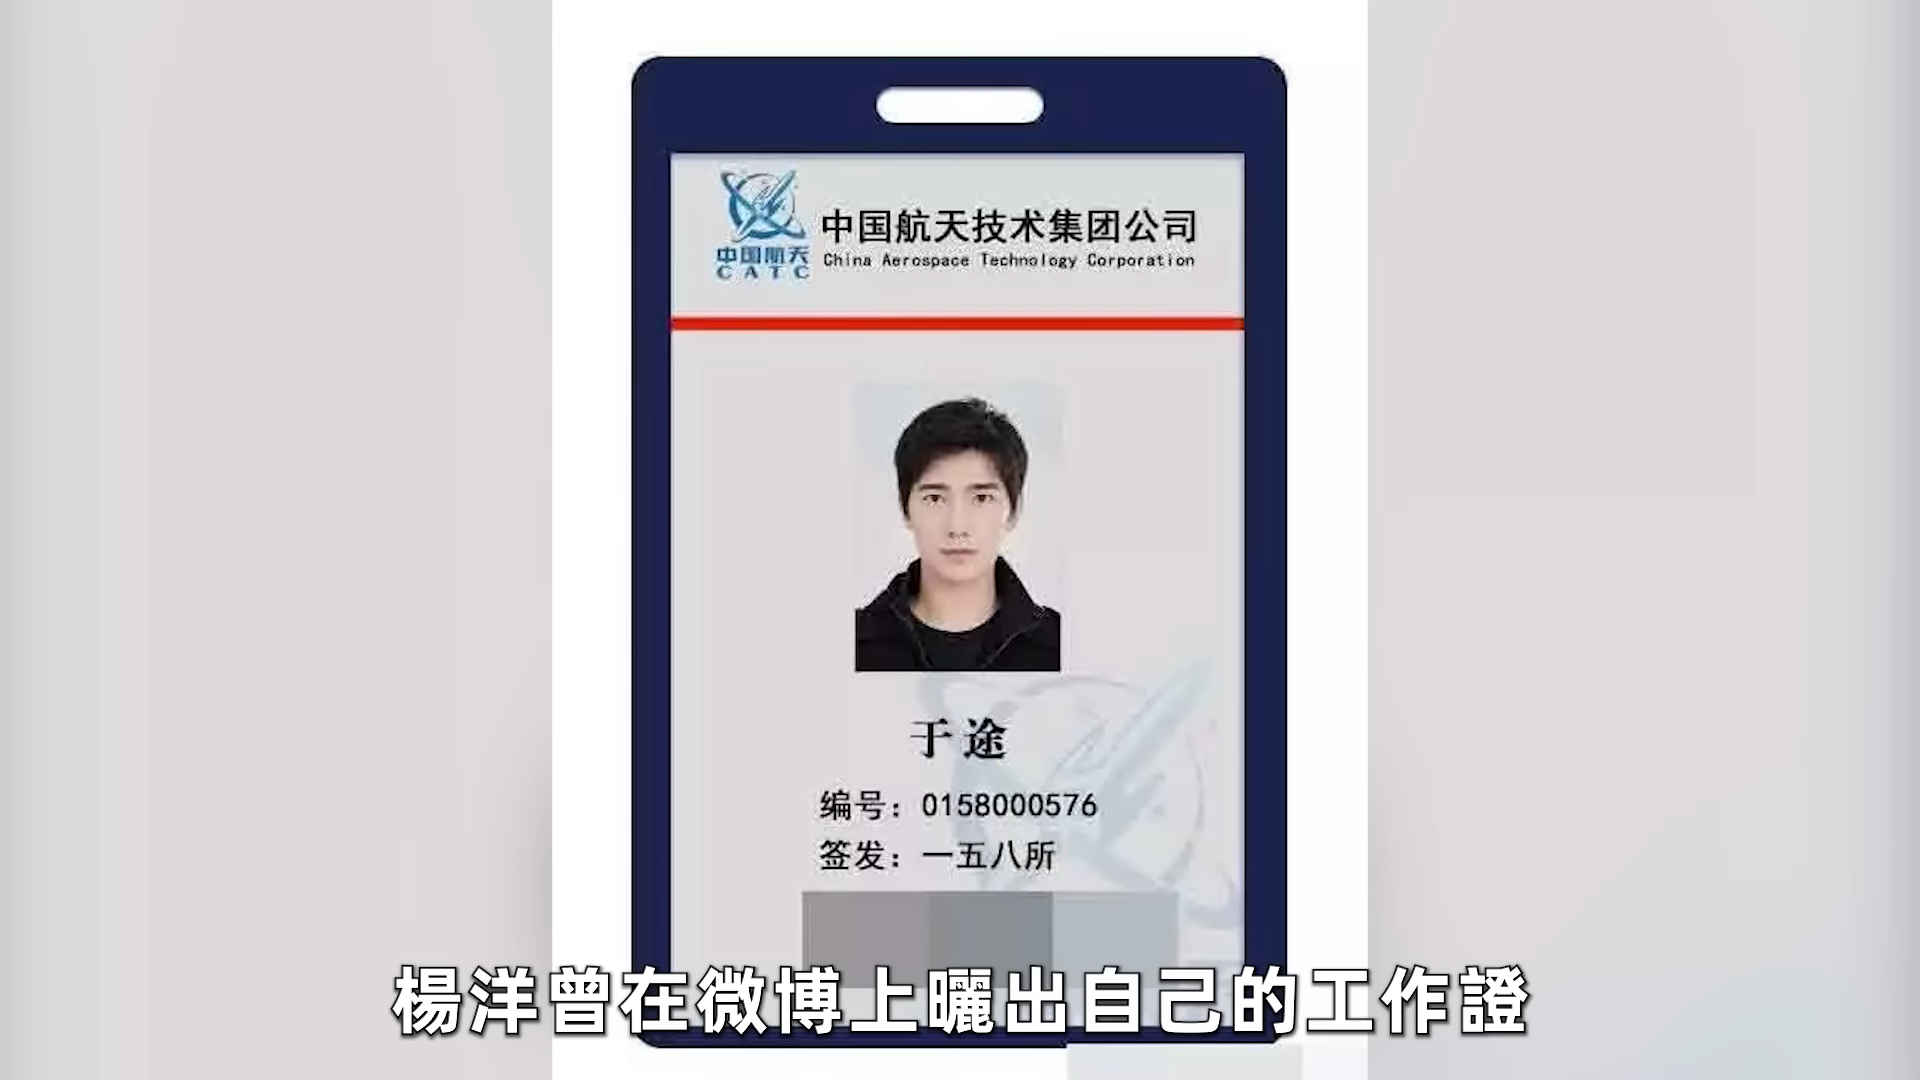 中国航天
CATC
中国航天技术集团公司
China Aerospace Technology Corporation
于途
编号：0158000576
签发：一五八所
楊洋曾在微博上曬出自己的工作證